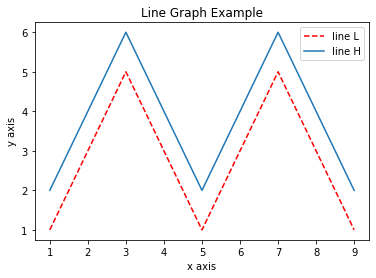 Line Graph Example
line L
line H
y axis
6
5
4
3
2
1
1 2 3 4 5 6 7 8 9
x axis